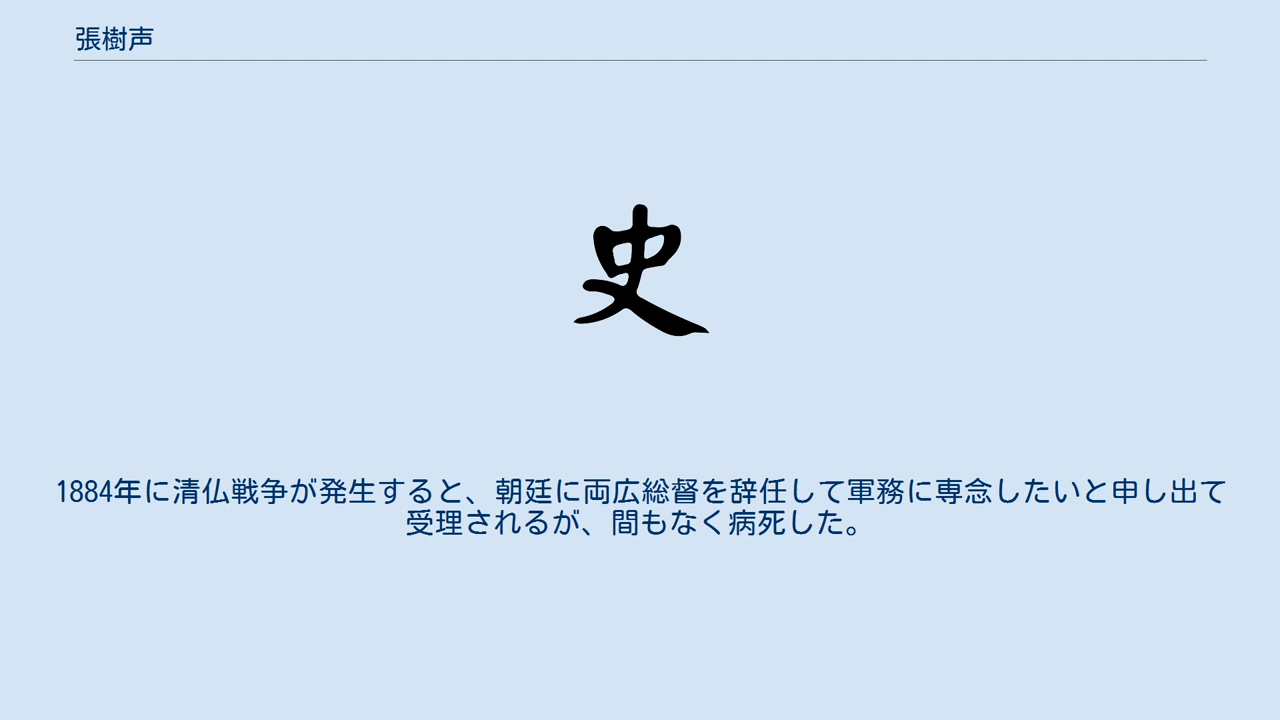 張樹声
史
1884年に清仏戦争が発生すると、朝廷に両広総督を辞任して軍務に専念したいと申し出て
受理されるが、間もなく病死した。